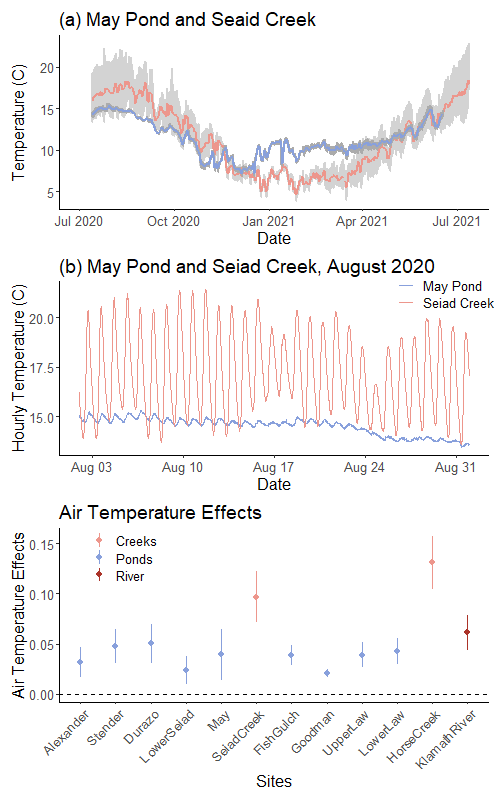 (a) May Pond and Seaid Creek
Temperature (C)
20
15
10
5
Jul 2020 Oct 2020 Jan 2021 Apr 2021 Jul 2021
Date
(b) May Pond and Seiad Creek, August 2020
May Pond
Seiad Creek
Hourly Temperature (C)
20.0
17.5
15.0
Aug 03 Aug 10 Aug 17 Aug 24 Aug 31
Date
Air Temperature Effects
Creeks
Ponds
River
Air Temperature Effects
0.15
0.10
0.05
0.00
Alexander Stender Durazo LowerSeiad May SeiadCreek FishGulch Goodman UpperLaw LowerLaw HorseCreek KlamathRiver
Sites